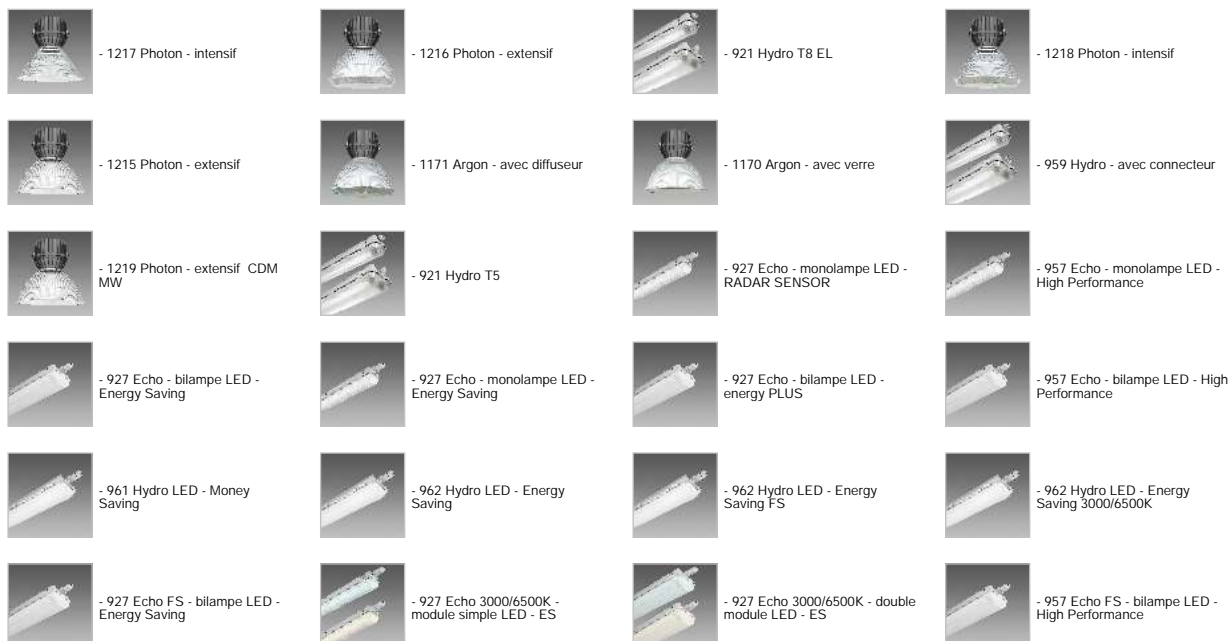 - 1217 Photon - intensif
- 1216 Photon - extensif
- 921 Hydro T8 EL
- 1218 Photon - intensif
- 1215 Photon - extensif
- 1171 Argon - avec diffuseur
- 1170 Argon - avec verre
- 959 Hydro - avec connecteur
- 1219 Photon - extensif CDM
MW
- 921 Hydro T5
- 927 Echo - monolampe LED -
RADAR SENSOR
- 957 Echo - monolampe LED -
High Performance
- 927 Echo - bilampe LED -
Energy Saving
- 927 Echo - monolampe LED -
Energy Saving
- 927 Echo - bilampe LED -
energy PLUS
- 957 Echo - bilampe LED - High
Performance
- 961 Hydro LED - Money
Saving
- 962 Hydro LED - Energy
Saving
- 962 Hydro LED - Energy
Saving FS
- 962 Hydro LED - Energy
Saving 3000/6500K
- 927 Echo FS - bilampe LED -
Energy Saving
- 927 Echo 3000/6500K -
module simple LED - ES
- 927 Echo 3000/6500K - double
module LED - ES
- 957 Echo FS - bilampe LED -
High Performance